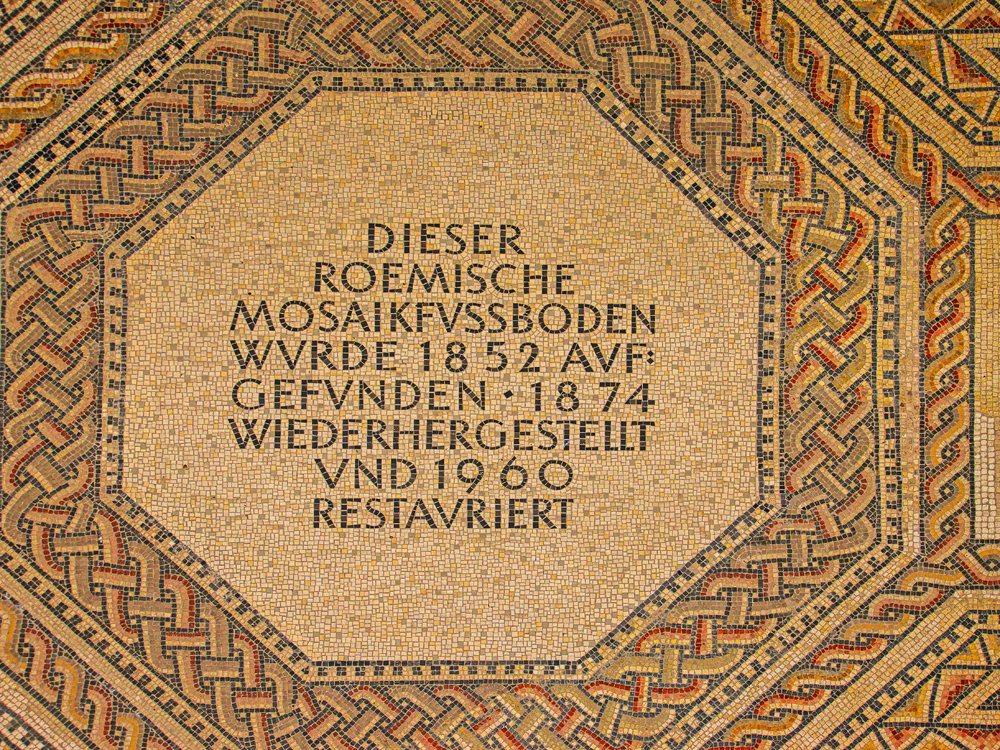 DIESER
ROEMISCHE
MOSAIKFVSSBODEN
WVRDE 1852 AVF:
GEFVNDEN · 1874
WIEDERHERGESTELLT
VND 1960
RESTAVRIERT